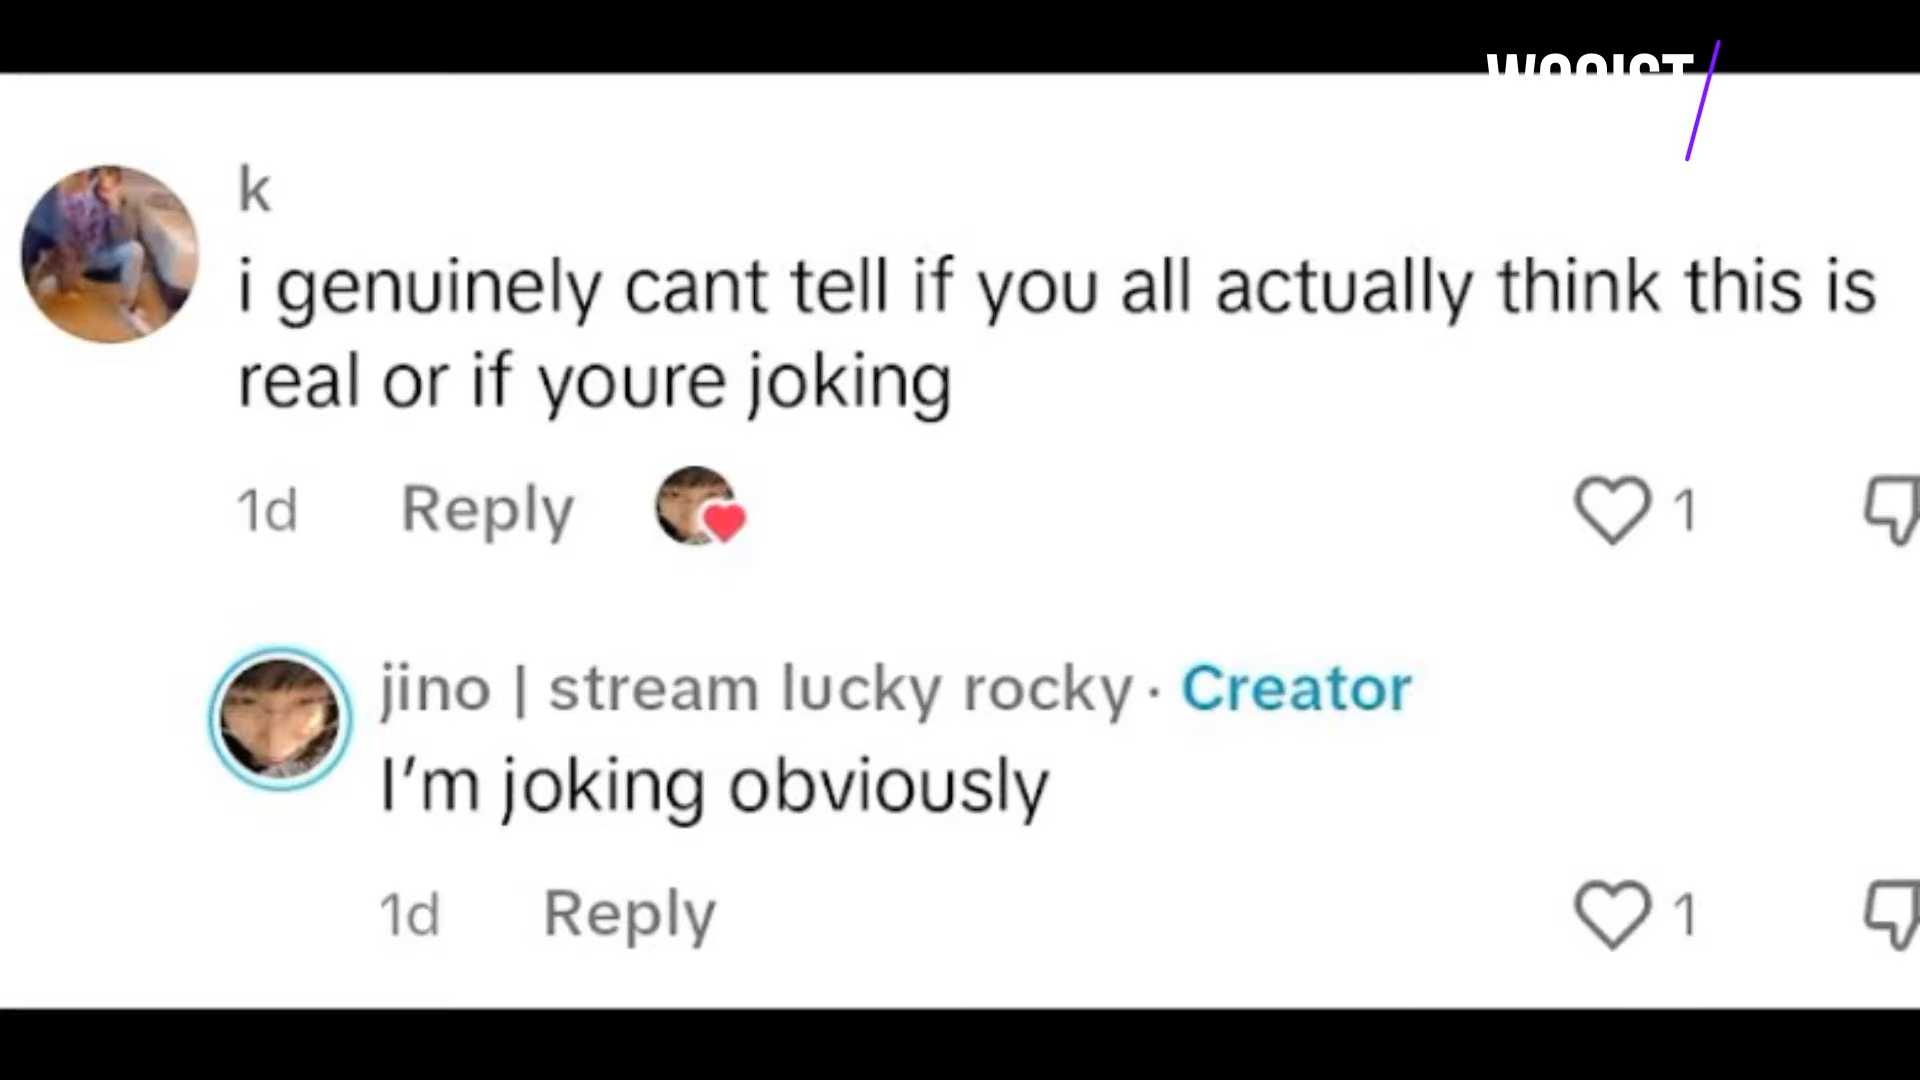 WOOIST
k
i genuinely cant tell if you all actually think this is
real or if youre joking
1d Reply 1
jino | stream lucky rocky · Creator
I’m joking obviously
1d Reply 1